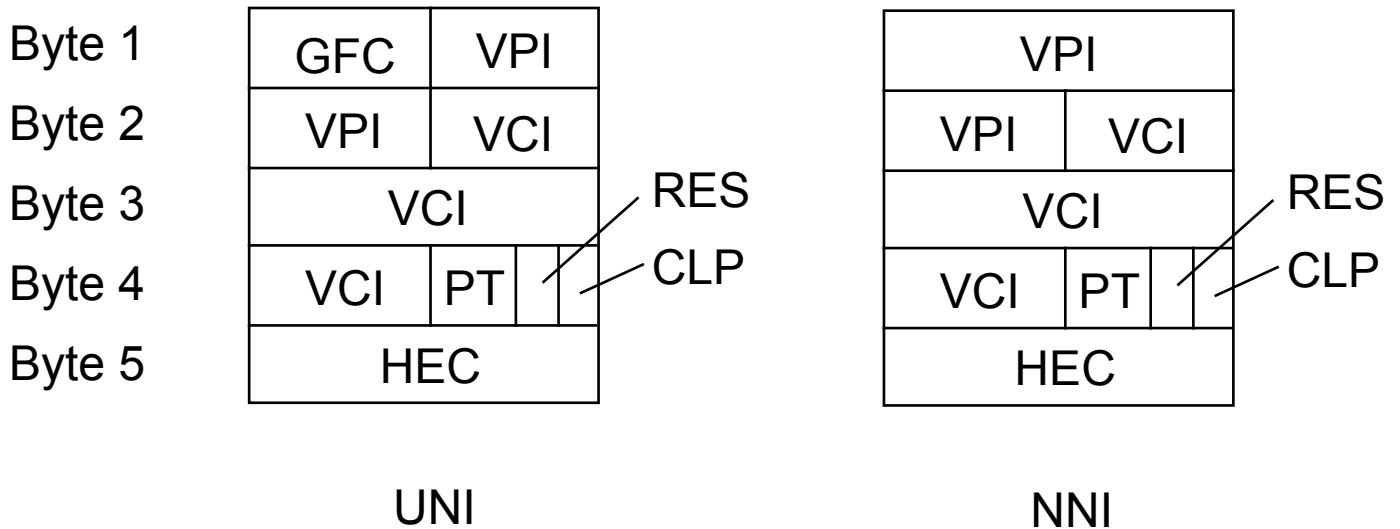 Byte 1 GFC VPI VPI
Byte 2 VPI VCI VPI VCI
Byte 3 VCI RES VCI RES
Byte 4 VCI PT CLP VCI PT CLP
Byte 5 HEC HEC
UNI NNI